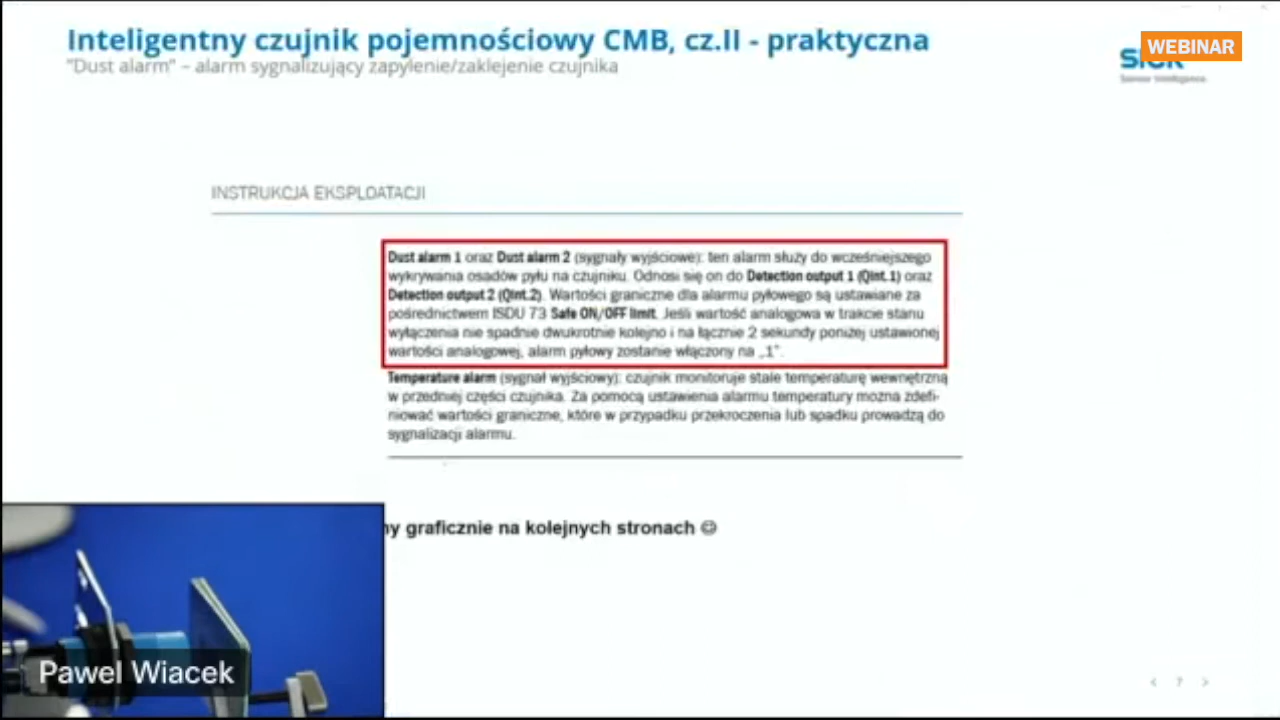 Inteligentny czujnik pojemnościowy CMB, cz.II - praktyczna
"Dust alarm" – alarm sygnalizujący zapylenie/zaklejenie czujnika
WEBINAR
SICK
Sensor Intelligence.
INSTRUKCJA EKSPLOATACJI
Dust alarm 1 oraz Dust alarm 2 (sygnały wyjściowe): ten alarm służy do wcześniejszego
wykrywania osadów pyłu na czujniku. Odnosi się on do Detection output 1 (Qint.1) oraz
Detection output 2 (Qint.2). Wartości graniczne dla alarmu pyłowego są ustawiane za
pośrednictwem ISDU 73 Safe ON/OFF limit. Jeśli wartość analogowa w trakcie stanu
wyłączenia nie spadnie dwukrotnie kolejno i na łącznie 2 sekundy poniżej ustawionej
wartości analogowej, alarm pyłowy zostanie włączony na „1".
Temperature alarm (sygnał wyjściowy): czujnik monitoruje stale temperaturę wewnętrzną
w przedniej części czujnika. Za pomocą ustawienia alarmu temperatury można zdefi-
niować wartości graniczne, które w przypadku przekroczenia lub spadku prowadzą do
sygnalizacji alarmu.
ny graficznie na kolejnych stronach ☺
Pawel Wiacek
< 7 >